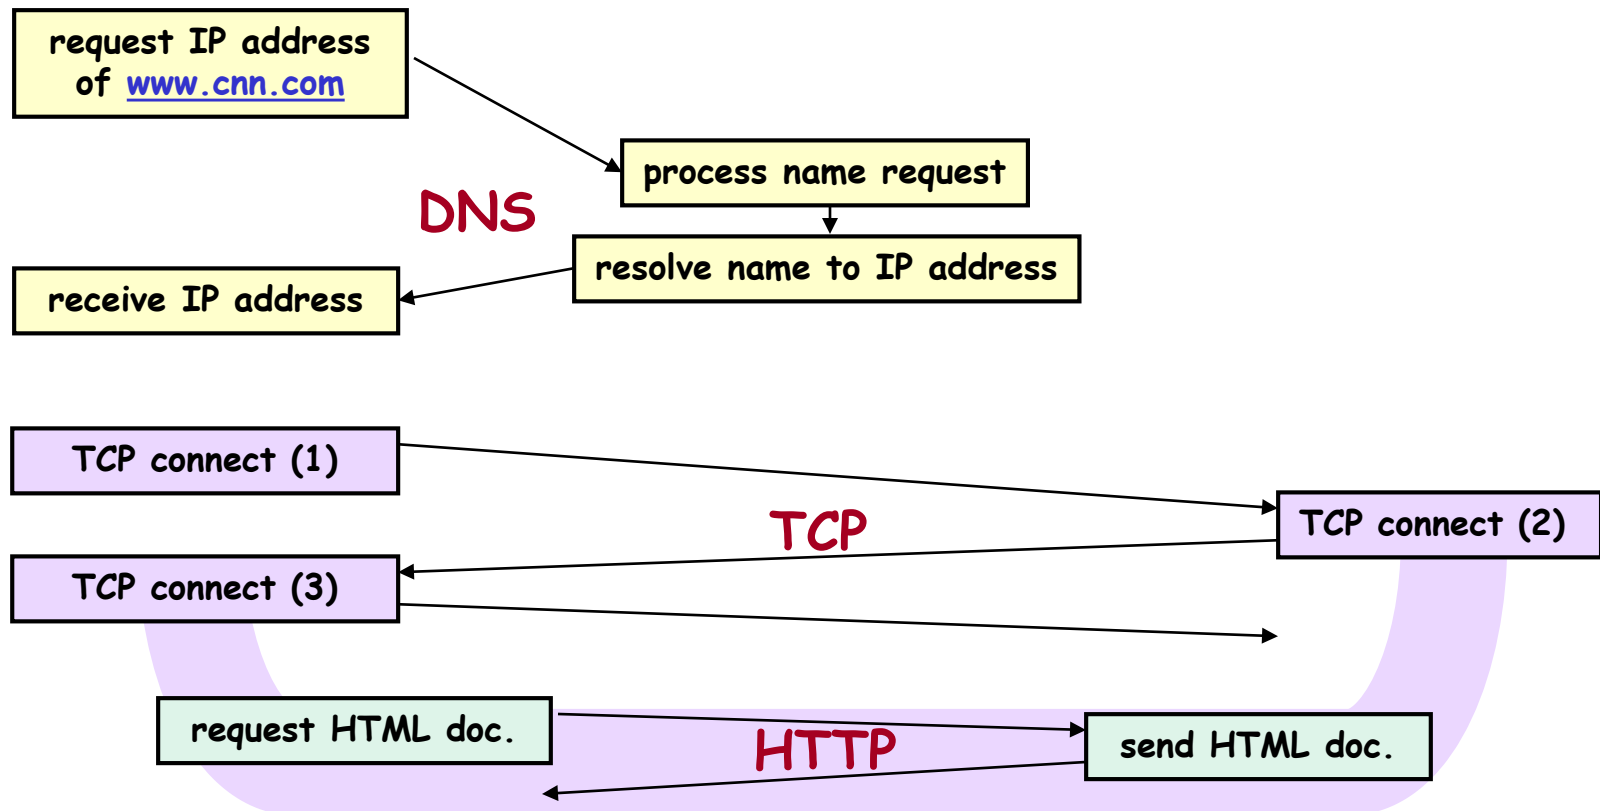 request IP address
of www.cnn.com
process name request
DNS
resolve name to IP address
receive IP address
TCP connect (1)
TCP
TCP connect (2)
TCP connect (3)
request HTML doc.
HTTP
send HTML doc.